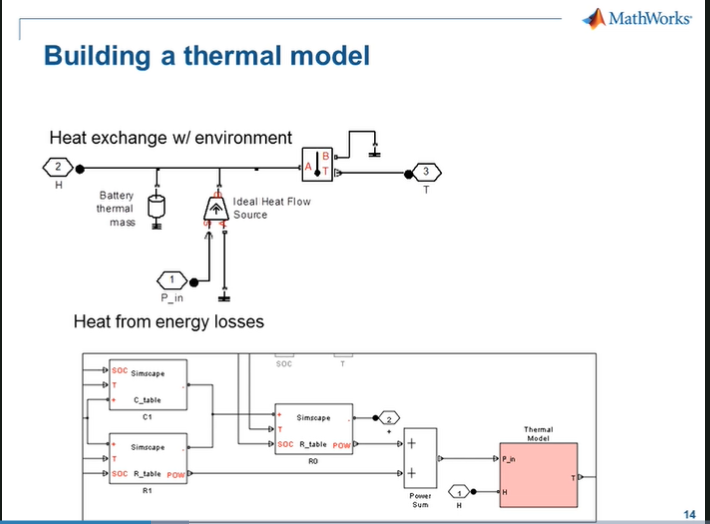 MathWorks
Building a thermal model
Heat exchange w/ environment
2
H
A
B
T
3
T
Battery
thermal
mass
Ideal Heat Flow
Source
B
S
A
1
P_in
Heat from energy losses
SOC
T
SOC
Simscape
T
+
-
C_table
C1
+
Simscape
-
T
SOC R_table POW
R1
+
Simscape
-
T
SOC R_table POW
R0
2
+
+
+
Power
Sum
Thermal
Model
P_in
T
H
1
H
14